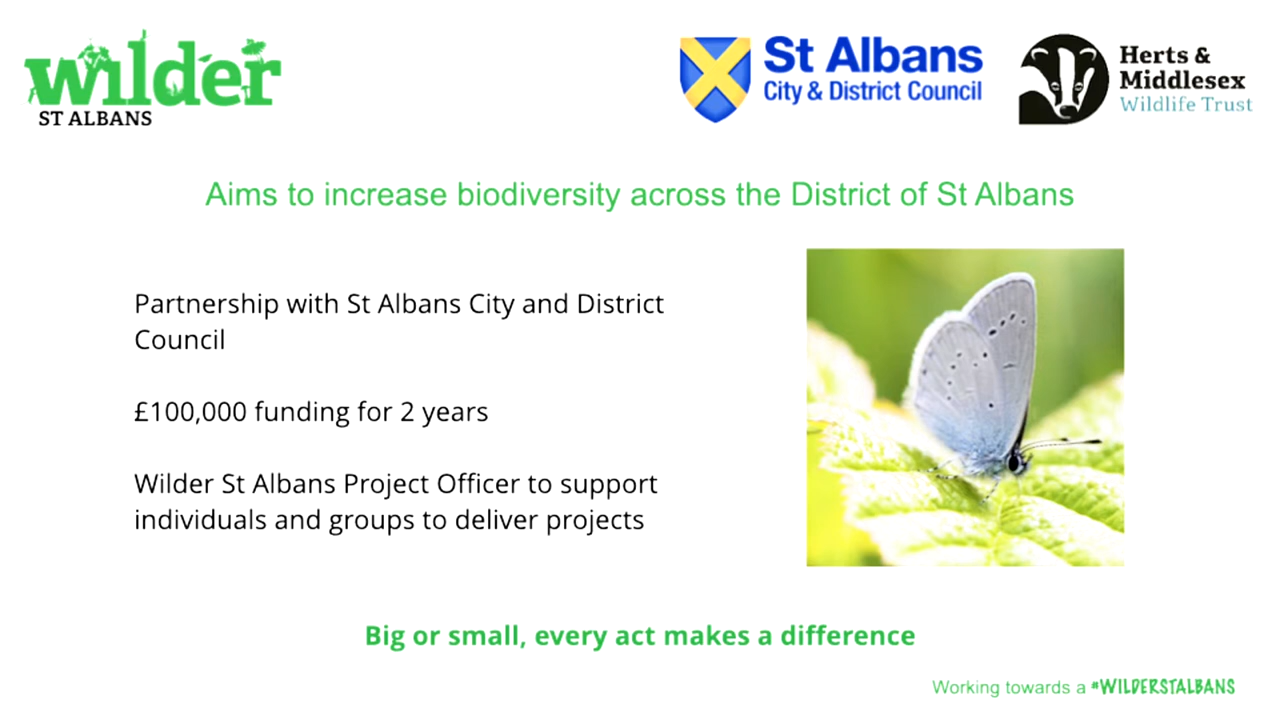 wilder
ST ALBANS
St Albans
City & District Council
Herts &
Middlesex
Wildlife Trust
Aims to increase biodiversity across the District of St Albans
Partnership with St Albans City and District
Council
£100,000 funding for 2 years
Wilder St Albans Project Officer to support
individuals and groups to deliver projects
Big or small, every act makes a difference
Working towards a #WILDERSTALBANS